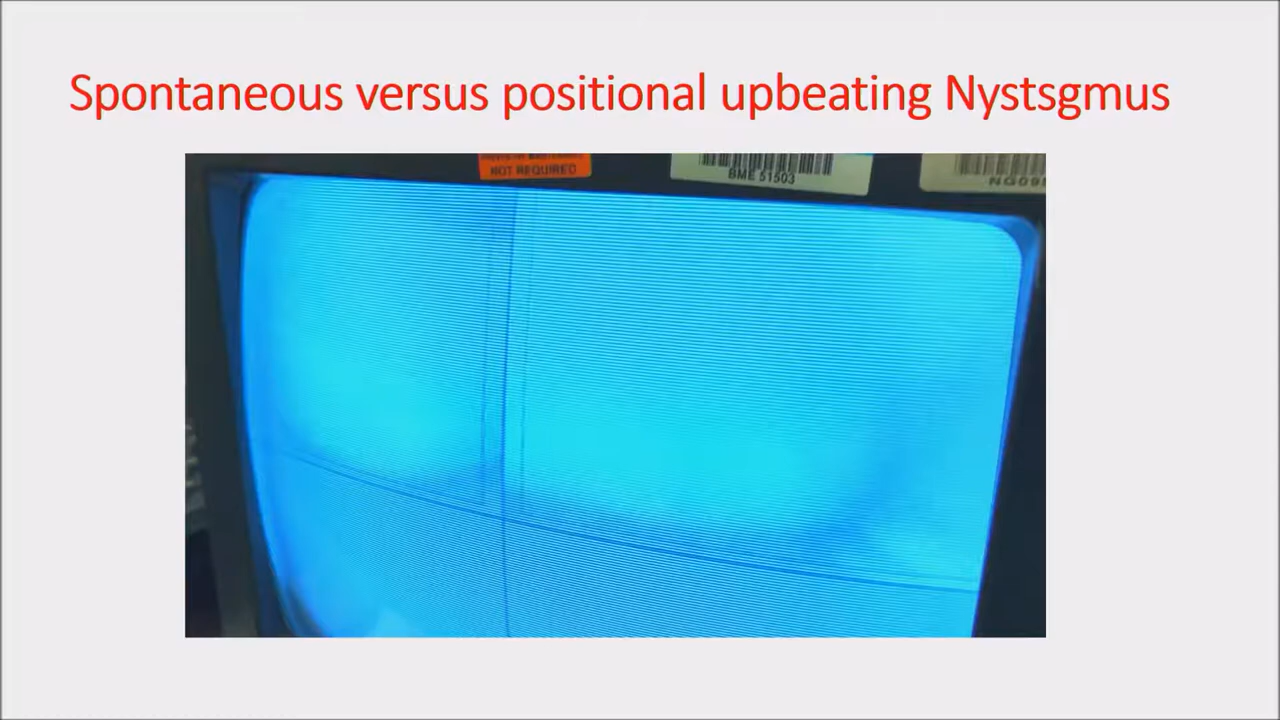 Spontaneous versus positional upbeating Nystsgmus
NOT REQUIRED
BME 51503